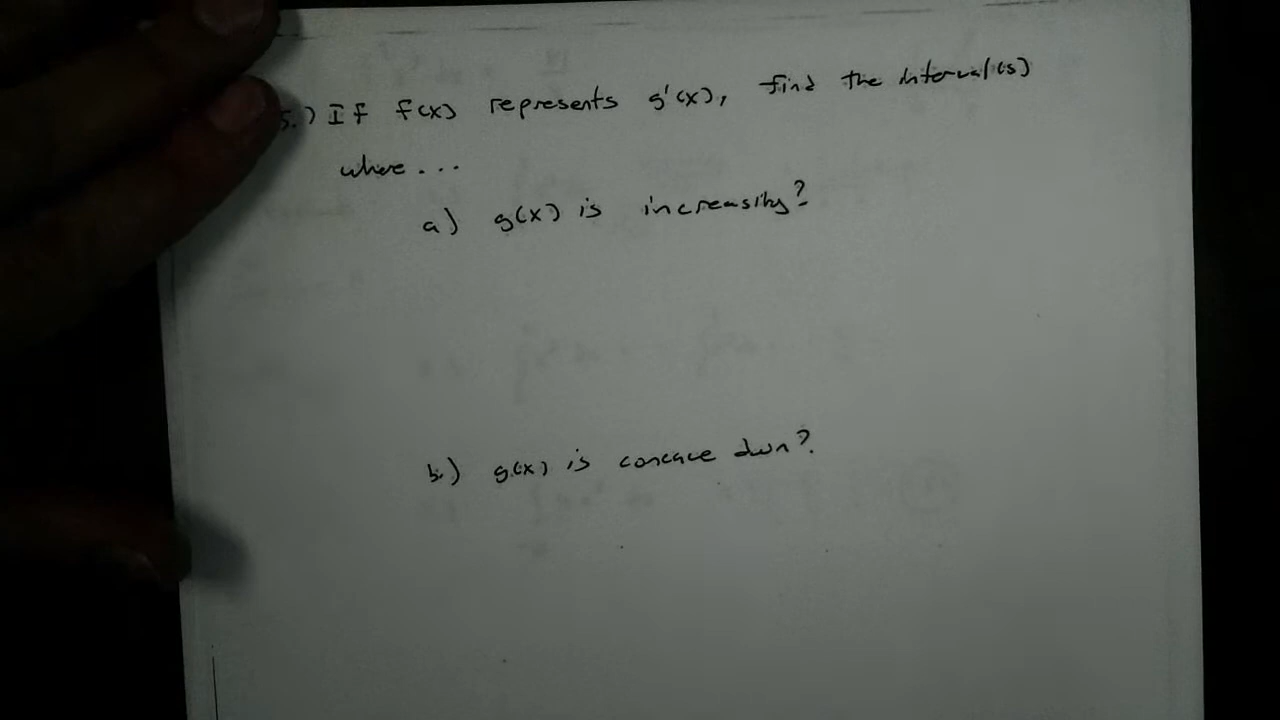 5.) If f(x) represents g'(x), find the interval(s)
where...
a) g(x) is increasing?
b.) g(x) is concave down?